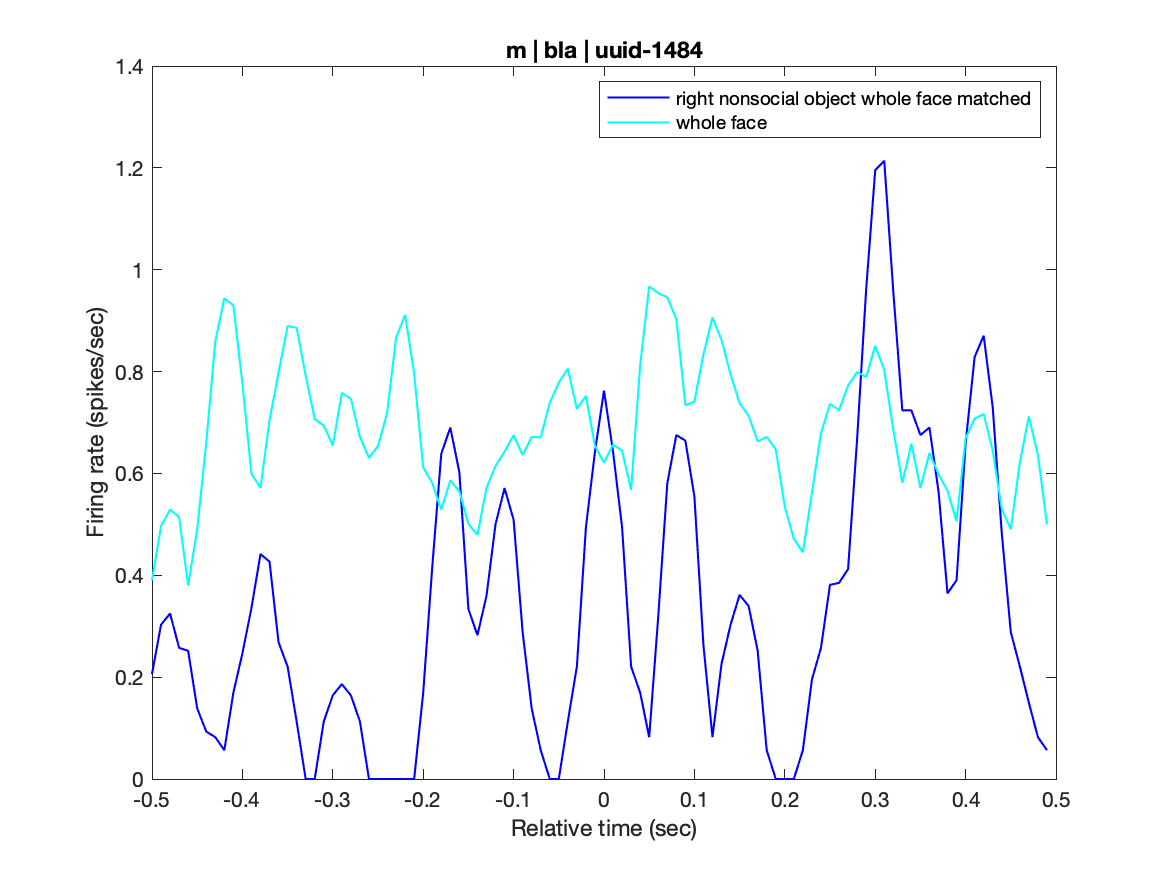 m | bla | uuid-1484
right nonsocial object whole face matched
whole face
1.4
1.2
1
0.8
0.6
0.4
0.2
0
Firing rate (spikes/sec)
-0.5 -0.4 -0.3 -0.2 -0.1 0 0.1 0.2 0.3 0.4 0.5
Relative time (sec)